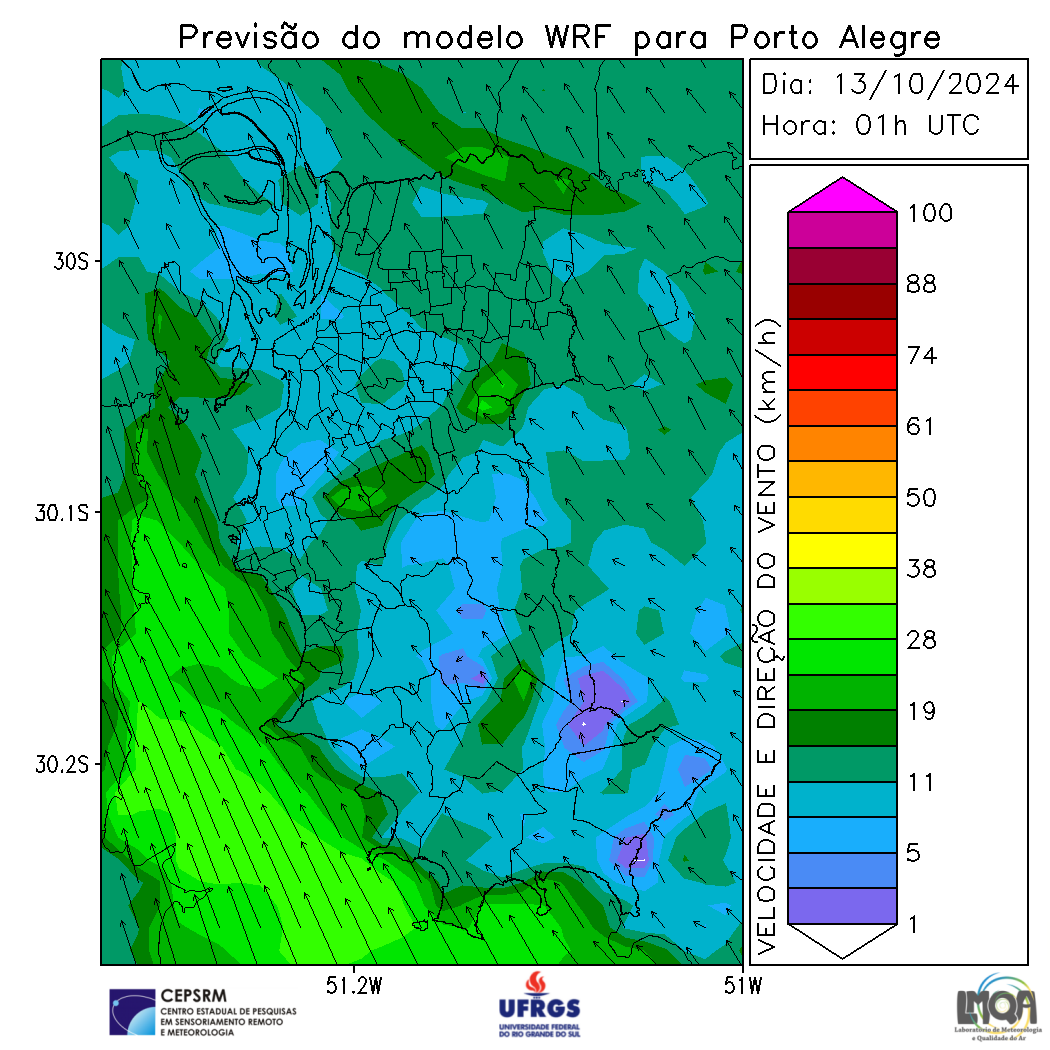 Previsão do modelo WRF para Porto Alegre
Dia: 13/10/2024
Hora: 01h UTC
30S
30.1S
30.2S
51.2W
51W
VELOCIDADE E DIREÇÃO DO VENTO (km/h)
100
88
74
61
50
38
28
19
11
5
1
CEPSRM
CENTRO ESTADUAL DE PESQUISAS
EM SENSORIAMENTO REMOTO
E METEOROLOGIA
UFRGS
UNIVERSIDADE FEDERAL
DO RIO GRANDE DO SUL
LMQA
Laboratório de Meteorologia
e Qualidade do Ar